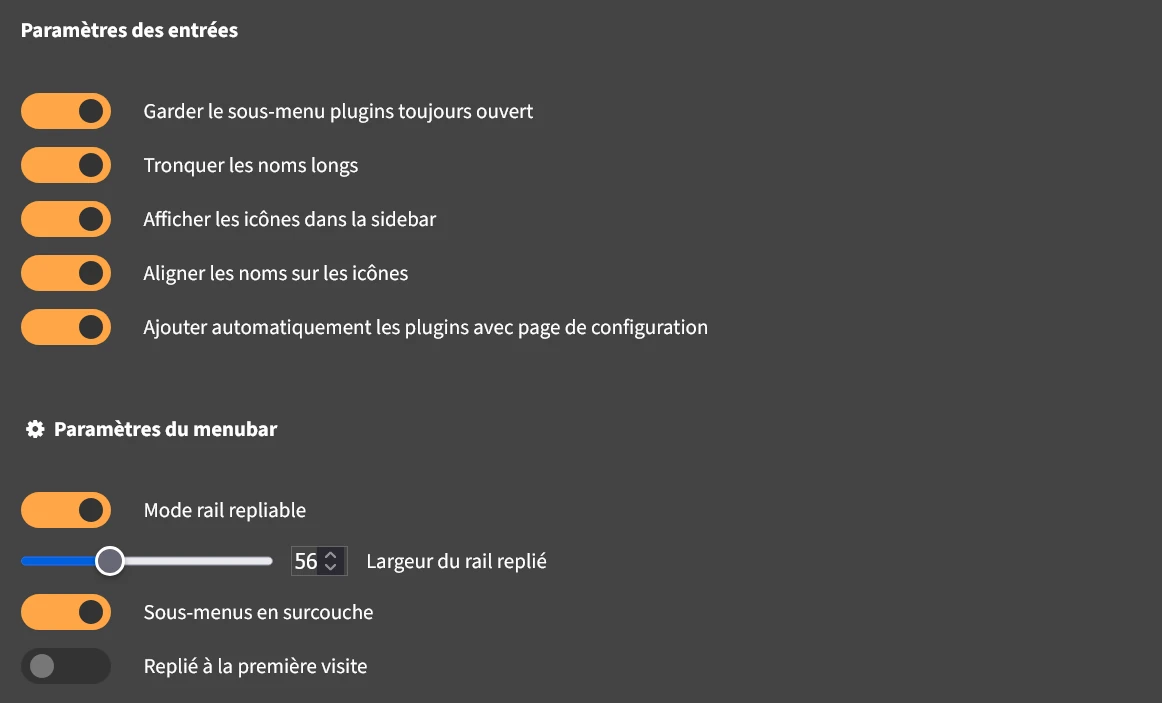 Paramètres des entrées
Garder le sous-menu plugins toujours ouvert
Tronquer les noms longs
Afficher les icônes dans la sidebar
Aligner les noms sur les icônes
Ajouter automatiquement les plugins avec page de configuration
Paramètres du menubar
Mode rail repliable
56 Largeur du rail replié
Sous-menus en surcouche
Replié à la première visite